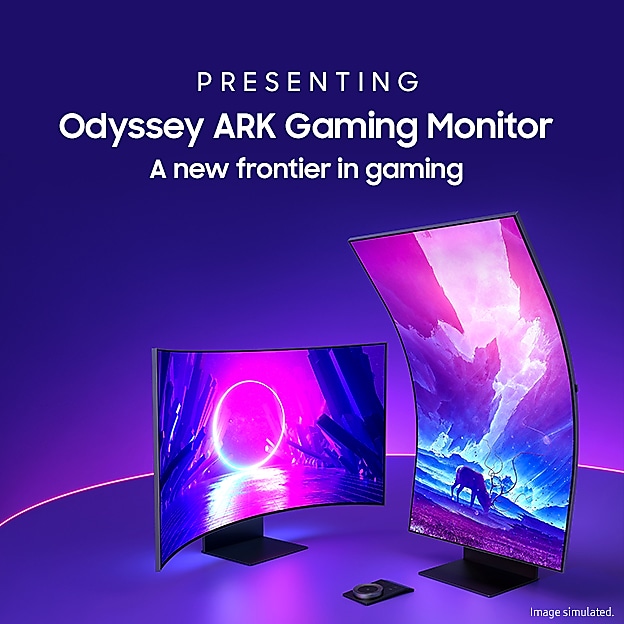 PRESENTING
Odyssey ARK Gaming Monitor
A new frontier in gaming
Image simulated.